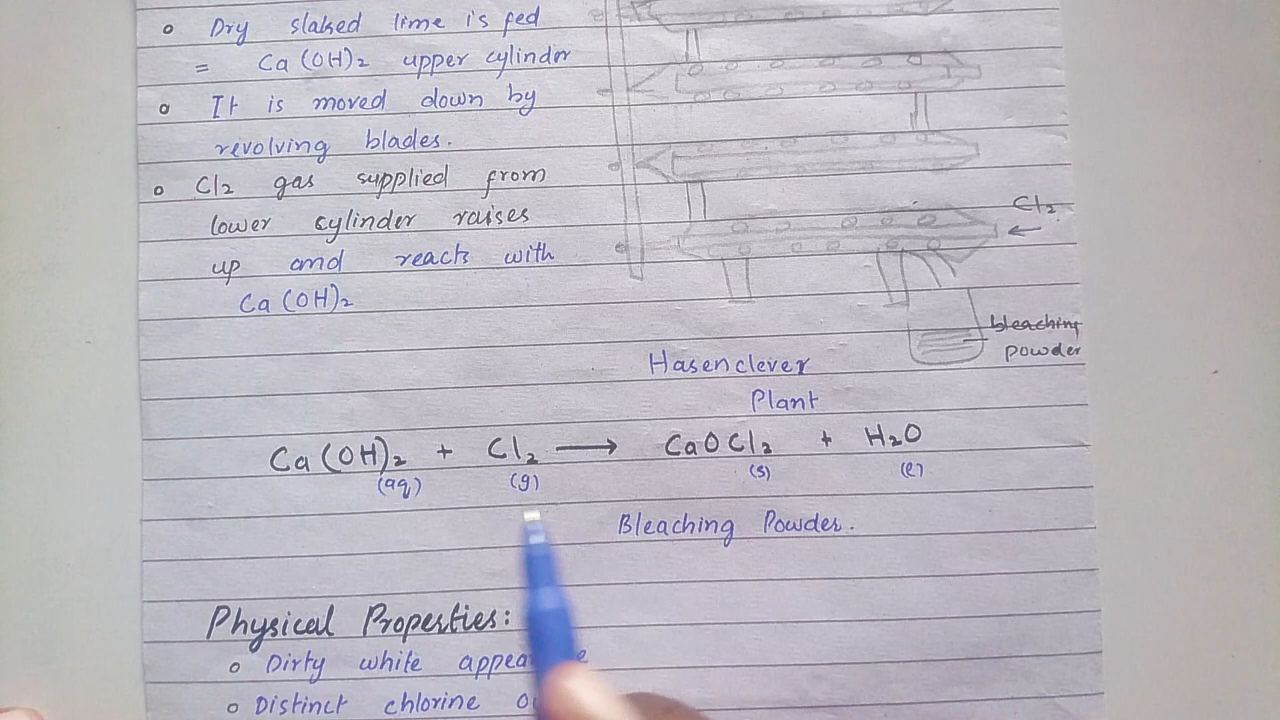 o Dry slaked lime is fed
= Ca(OH)₂ upper cylinder
o It is moved down by
revolving blades.
o Cl₂ gas supplied from
lower cylinder raises
up and reacts with
Ca(OH)₂
Cl₂
bleaching
powder
Hasenclever
Plant
Ca(OH)₂ + Cl₂ ⟶ CaOCl₂ + H₂O
(aq) (g) (s) (l)
Bleaching Powder.
Physical Properties:
o Dirty white
o Distinct chlorine